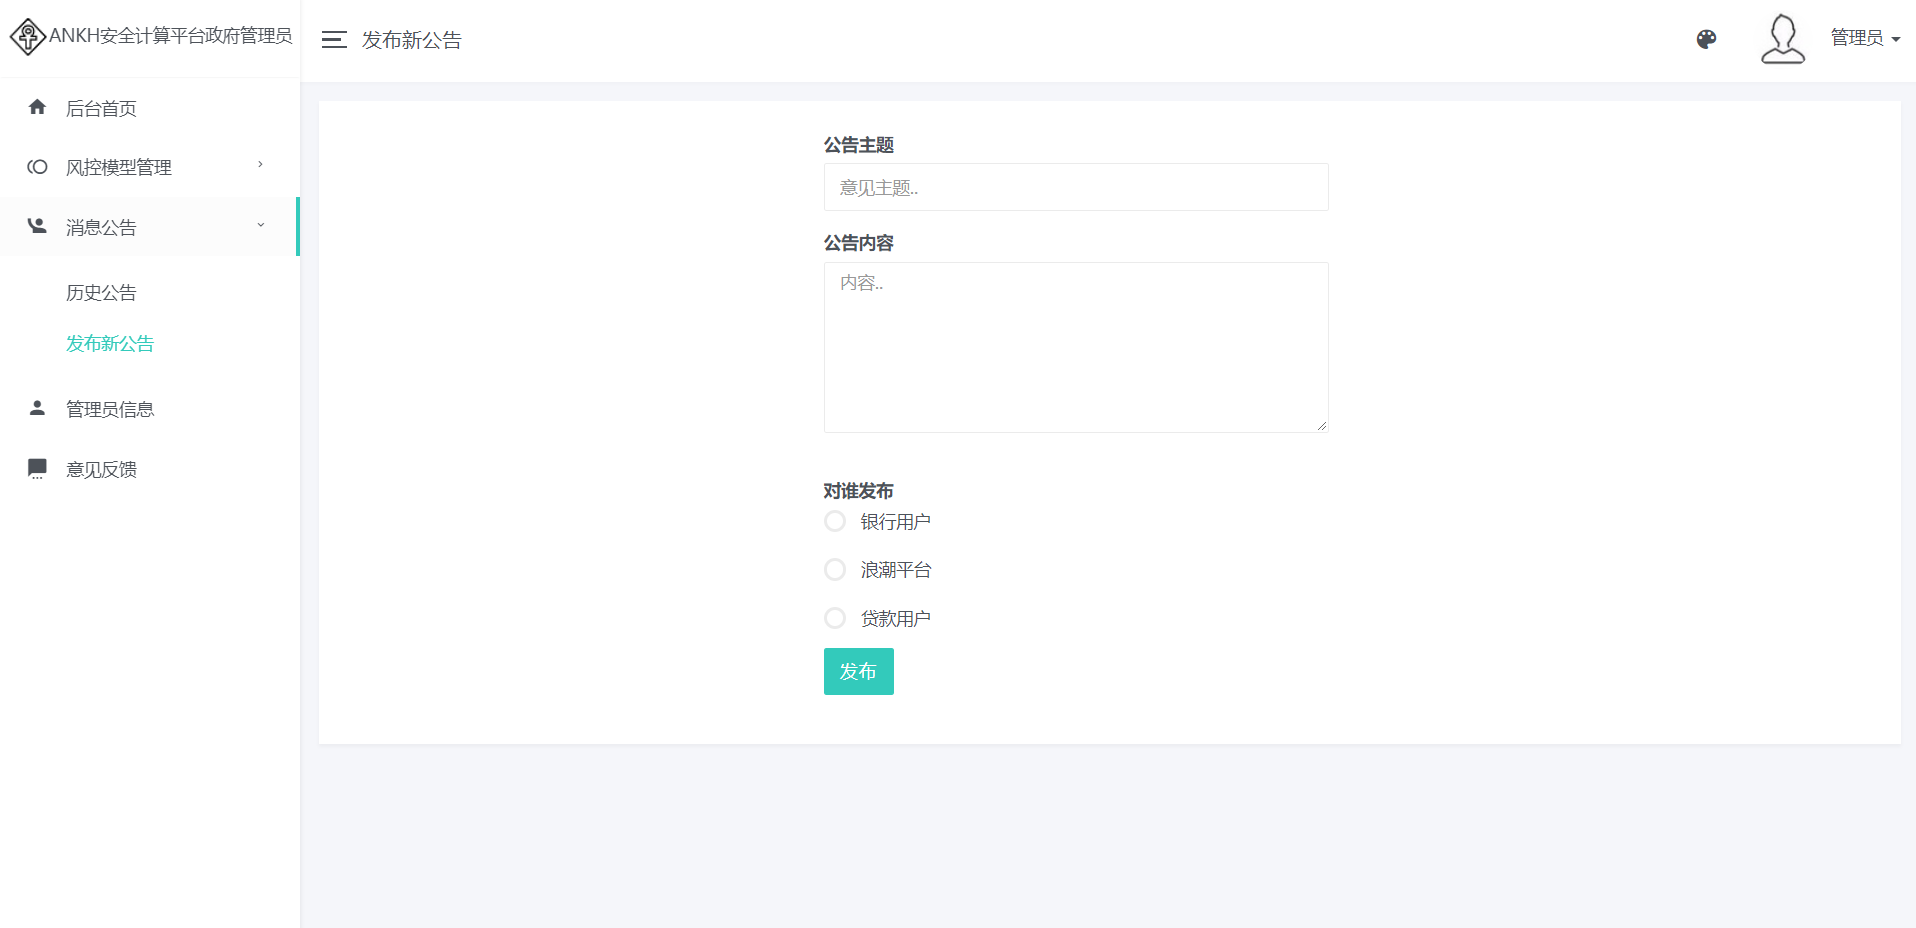 ANKH安全计算平台政府管理员
发布新公告
管理员
后台首页
风控模型管理
消息公告
历史公告
发布新公告
管理员信息
意见反馈
公告主题
意见主题..
公告内容
内容..
对谁发布
银行用户
浪潮平台
贷款用户
发布